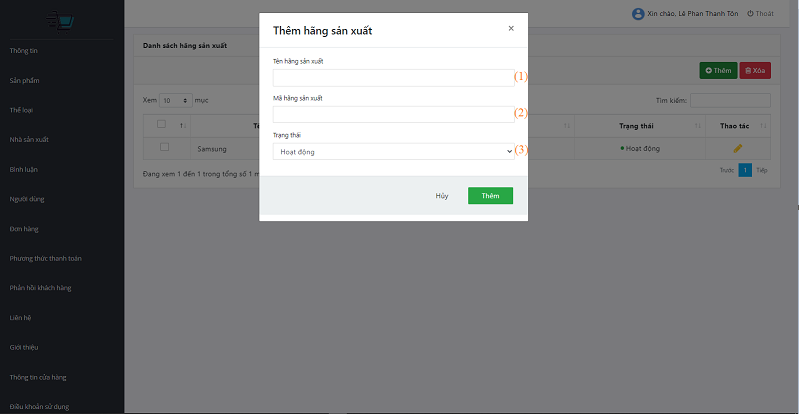 Xin chào, Lê Phan Thanh Tôn Thoát
Thông tin
Sản phẩm
Thể loại
Nhà sản xuất
Bình luận
Người dùng
Đơn hàng
Phương thức thanh toán
Phản hồi khách hàng
Liên hệ
Giới thiệu
Thông tin cửa hàng
Điều khoản sử dụng
Danh sách hãng sản xuất
Thêm Xóa
Xem 10 mục
Tìm kiếm:
Trạng thái Thao tác
Samsung Hoạt động
Đang xem 1 đến 1 trong tổng số 1
Trước 1 Tiếp
Thêm hãng sản xuất ×
Tên hãng sản xuất
(1)
Mã hãng sản xuất
(2)
Trạng thái
Hoạt động (3)
Hủy Thêm